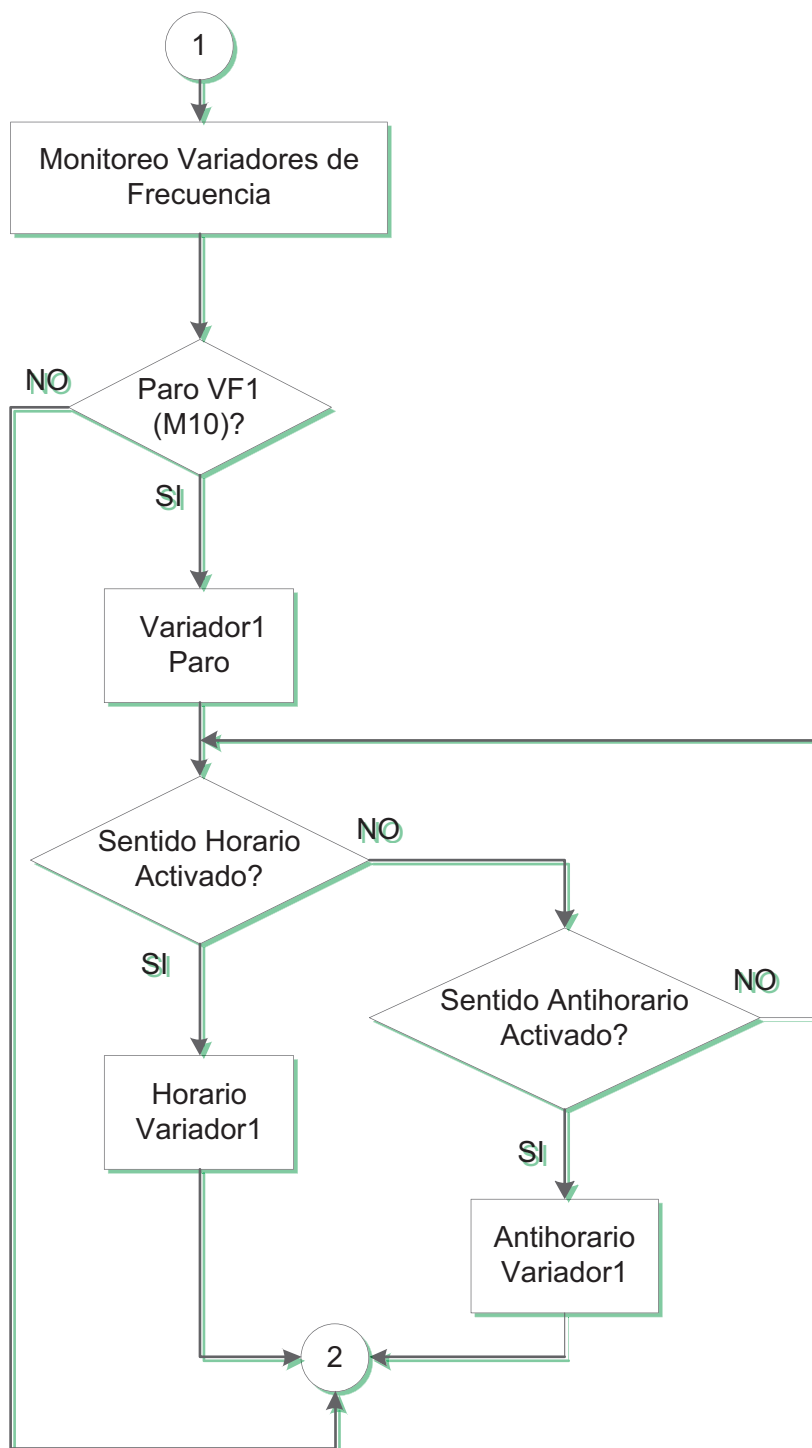 1
Monitoreo Variadores de
Frecuencia
NO
Paro VF1
(M10)?
SI
Variador1
Paro
Sentido Horario
Activado?
NO
SI
Sentido Antihorario
Activado?
NO
Horario
Variador1
SI
Antihorario
Variador1
2